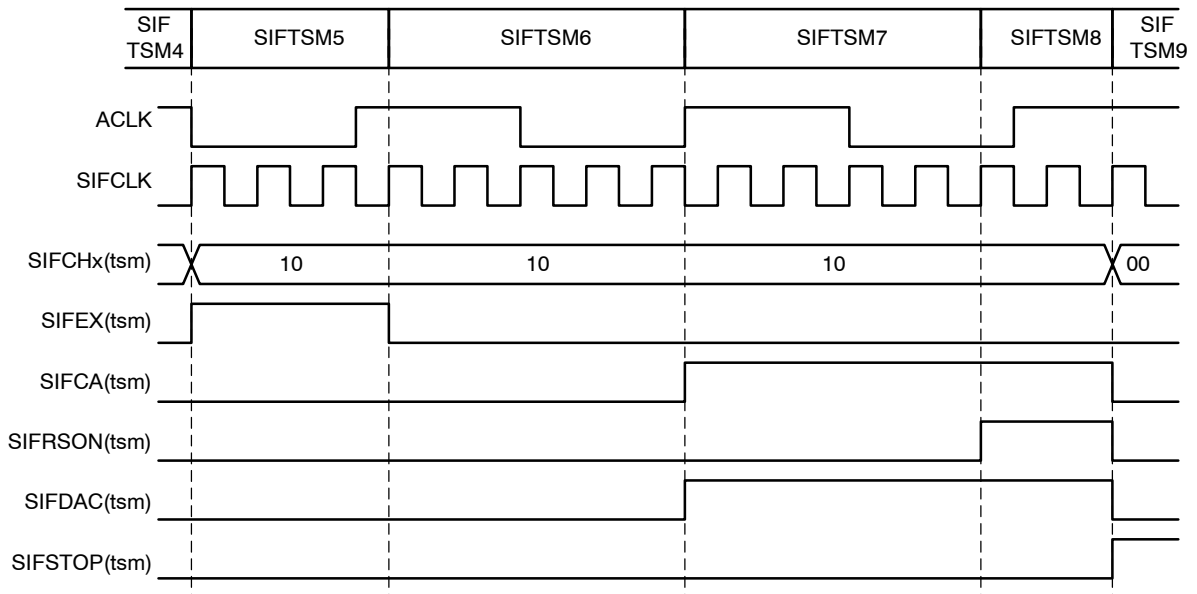 SIF
TSM4
SIFTSM5
SIFTSM6
SIFTSM7
SIFTSM8
SIF
TSM9
ACLK
SIFCLK
SIFCHx(tsm)
10
10
10
00
SIFEX(tsm)
SIFCA(tsm)
SIFRSON(tsm)
SIFDAC(tsm)
SIFSTOP(tsm)